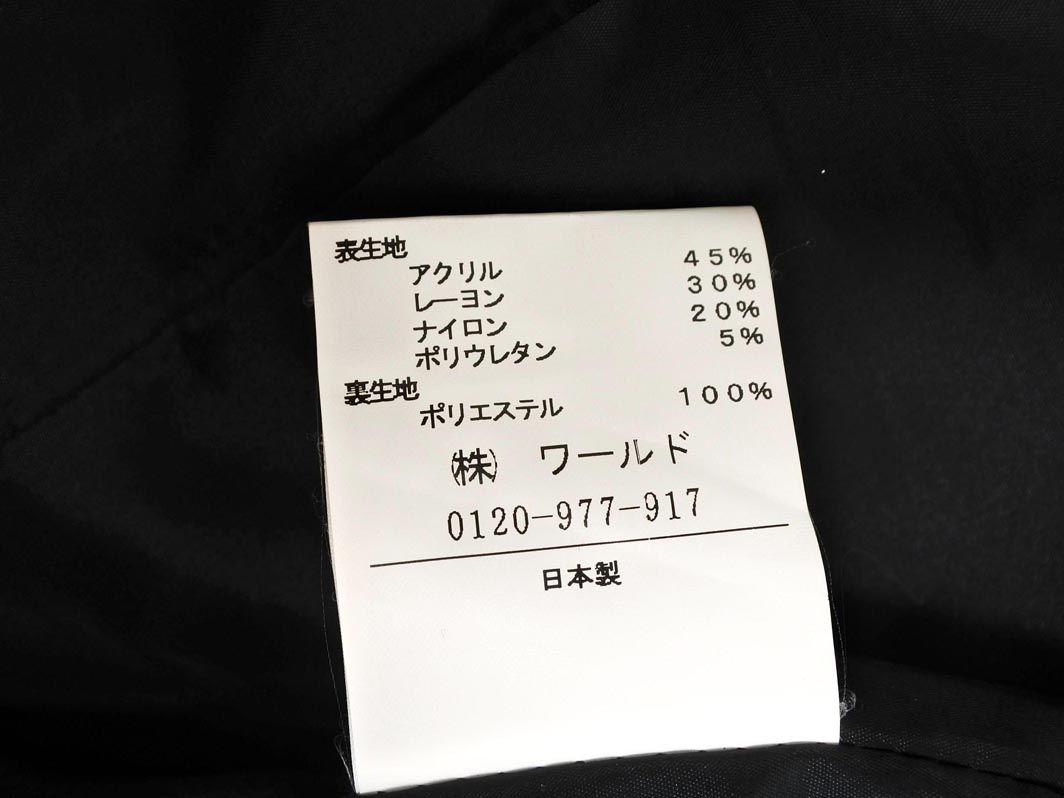 表生地
アクリル 45%
レーヨン 30%
ナイロン 20%
ポリウレタン 5%
裏生地
ポリエステル 100%
㈱ ワールド
0120-977-917
日本製